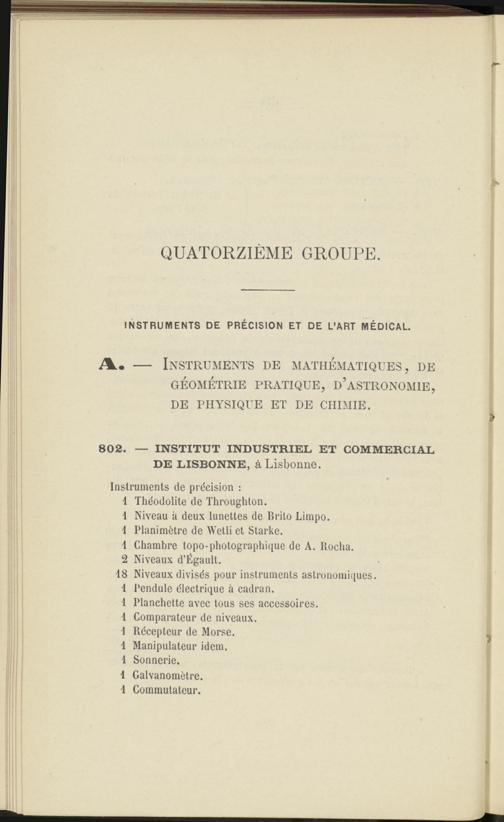 QUATORZIÈME GROUPE.
INSTRUMENTS DE PRÉCISION ET DE L'ART MÉDICAL.
A. — INSTRUMENTS DE MATHÉMATIQUES, DE
GÉOMÉTRIE PRATIQUE, D'ASTRONOMIE,
DE PHYSIQUE ET DE CHIMIE.
802. — INSTITUT INDUSTRIEL ET COMMERCIAL
DE LISBONNE, á Lisbonne.
Instruments de précision :
1 Théodolite de Throughton.
1 Niveau à deux lunettes de Brito Limpo.
1 Planimètre de Wetli et Starke.
1 Chambre topo-photographique de A. Rocha.
2 Niveaux d'Égault.
18 Niveaux divisés pour instruments astronomiques.
1 Pendule électrique à cadran.
1 Planchette avec tous ses accessoires.
1 Comparateur de niveaux.
1 Récepteur de Morse.
1 Manipulateur idem.
1 Sonnerie.
1 Galvanomètre.
1 Commutateur.